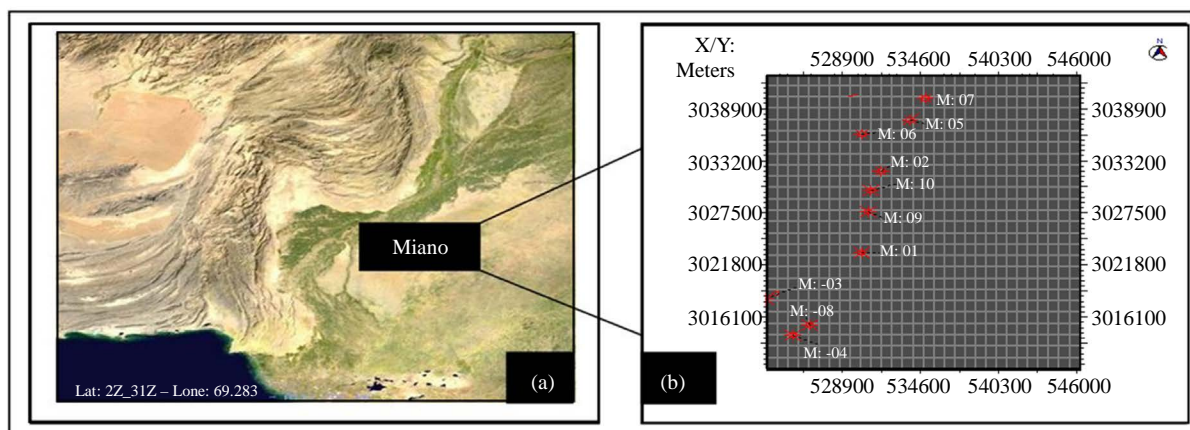 Miano
Lat: 2Z_31Z – Lone: 69.283
(a)
X/Y:
Meters
N
528900 534600 540300 546000
3038900 3038900
3033200 3033200
3027500 3027500
3021800 3021800
3016100 3016100
M: 07
M: 05
M: 06
M: 02
M: 10
M: 09
M: 01
M: -03
M: -08
M: -04
(b)
528900 534600 540300 546000